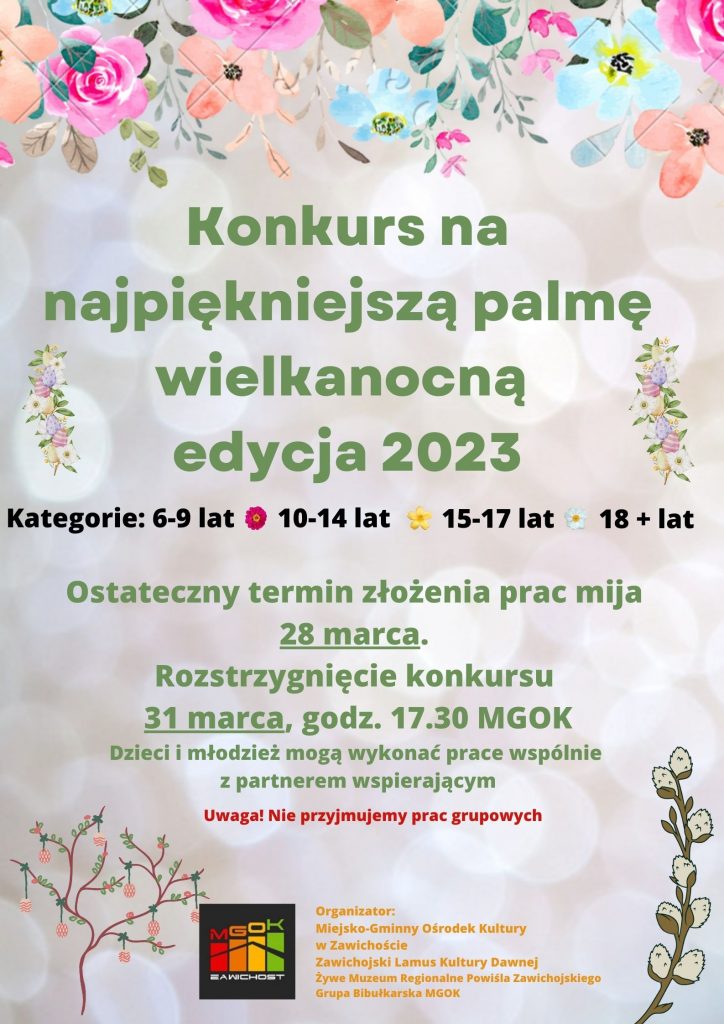 Konkurs na
najpiękniejszą palmę
wielkanocną
edycja 2023
Kategorie: 6-9 lat 10-14 lat 15-17 lat 18 + lat
Ostateczny termin złożenia prac mija
28 marca.
Rozstrzygnięcie konkursu
31 marca, godz. 17.30 MGOK
Dzieci i młodzież mogą wykonać prace wspólnie
z partnerem wspierającym
Uwaga! Nie przyjmujemy prac grupowych
MGOK
ZAWICHOST
Organizator:
Miejsko-Gminny Ośrodek Kultury
w Zawichoście
Zawichojski Lamus Kultury Dawnej
Żywe Muzeum Regionalne Powiśla Zawichojskiego
Grupa Bibułkarska MGOK